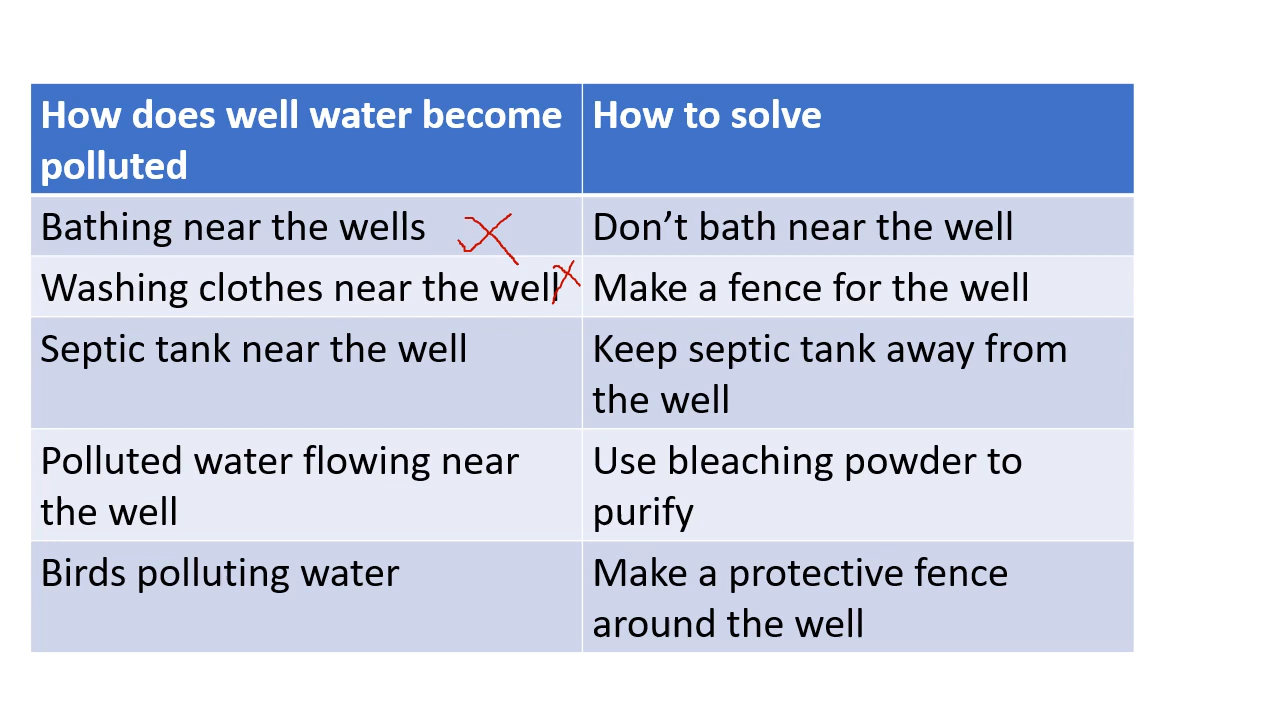 How does well water become
polluted
How to solve
Bathing near the wells
Don’t bath near the well
Washing clothes near the well
Make a fence for the well
Septic tank near the well
Keep septic tank away from
the well
Polluted water flowing near
the well
Use bleaching powder to
purify
Birds polluting water
Make a protective fence
around the well